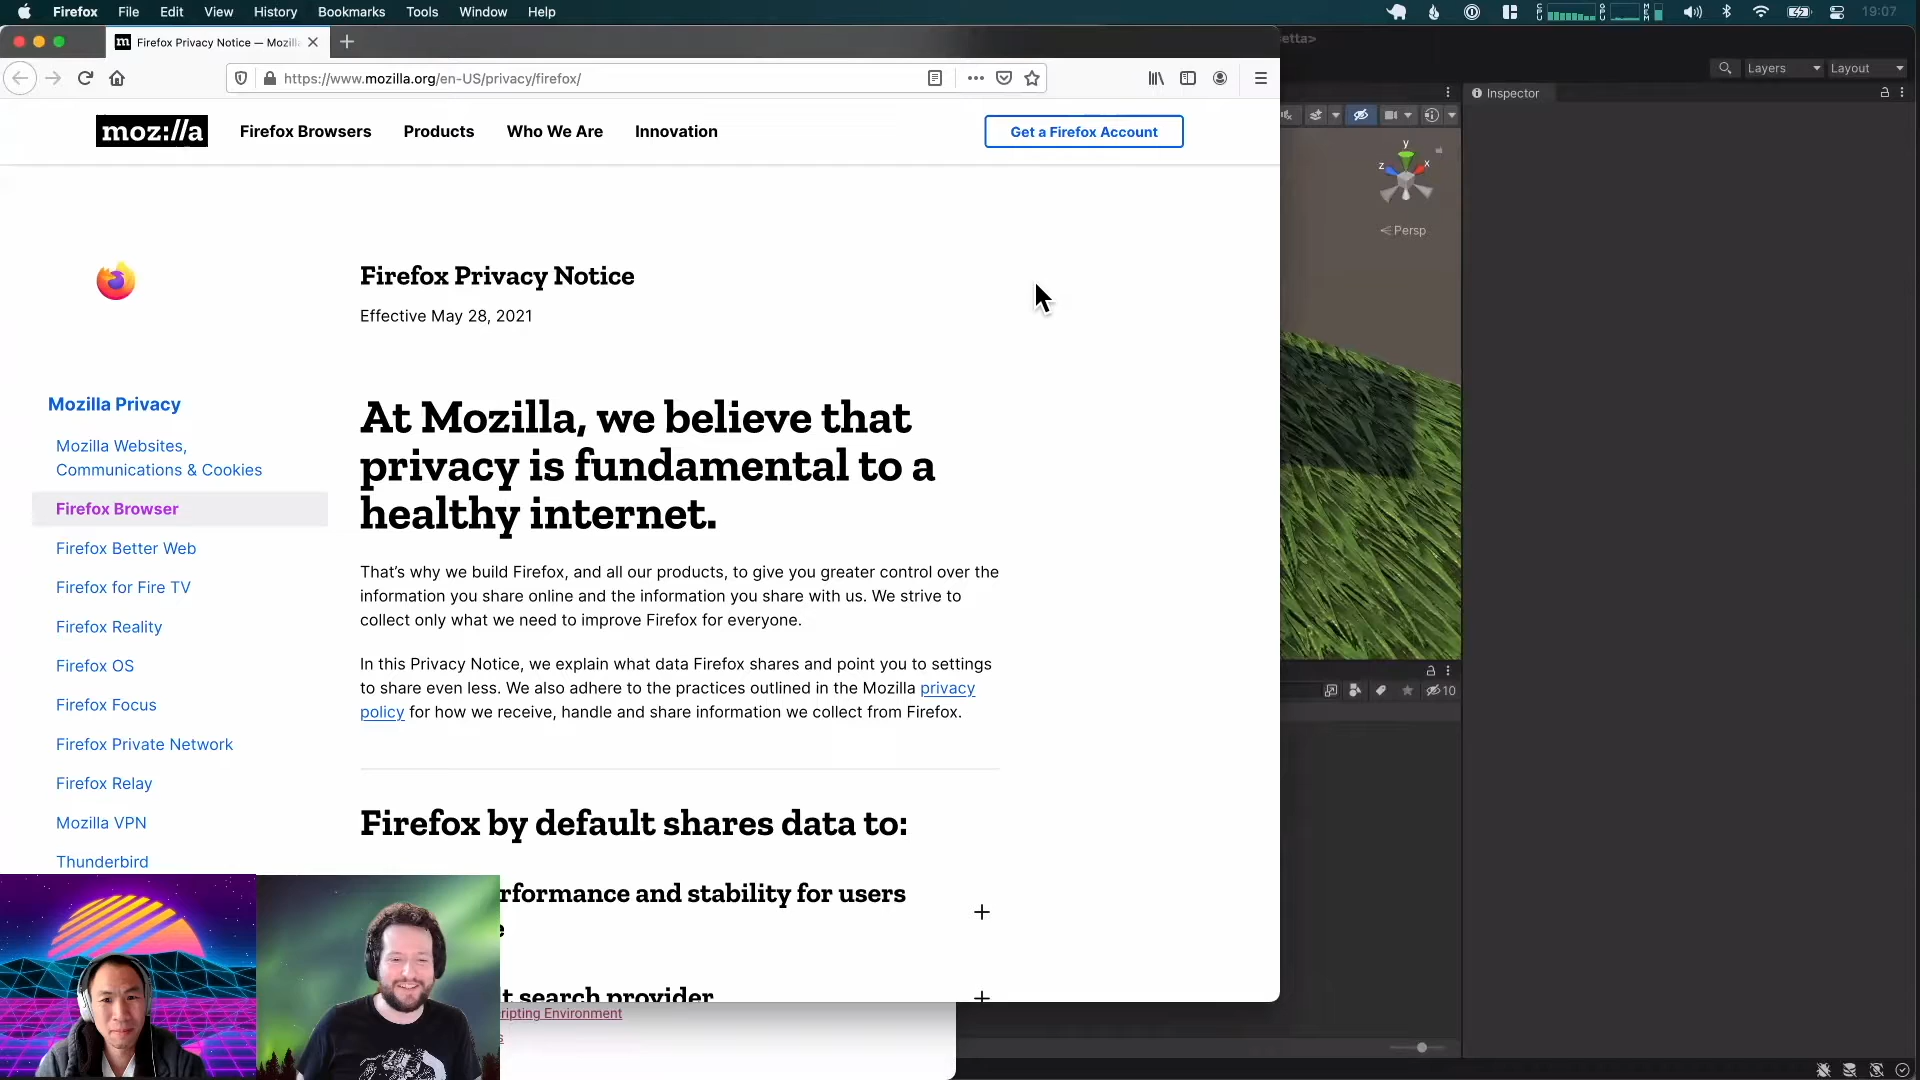 Firefox File Edit View History Bookmarks Tools Window Help 19:07
Firefox Privacy Notice — Mozill
etta>
https://www.mozilla.org/en-US/privacy/firefox/
Layers Layout
Inspector
moz://a Firefox Browsers Products Who We Are Innovation Get a Firefox Account
y
z x
Persp
Firefox Privacy Notice
Effective May 28, 2021
Mozilla Privacy
Mozilla Websites,
Communications & Cookies
Firefox Browser
Firefox Better Web
Firefox for Fire TV
Firefox Reality
Firefox OS
Firefox Focus
Firefox Private Network
Firefox Relay
Mozilla VPN
Thunderbird
At Mozilla, we believe that
privacy is fundamental to a
healthy internet.
That’s why we build Firefox, and all our products, to give you greater control over the
information you share online and the information you share with us. We strive to
collect only what we need to improve Firefox for everyone.
In this Privacy Notice, we explain what data Firefox shares and point you to settings
to share even less. We also adhere to the practices outlined in the Mozilla privacy
policy for how we receive, handle and share information we collect from Firefox.
10
Firefox by default shares data to:
rformance and stability for users
e
t search provider
ripting Environment
s